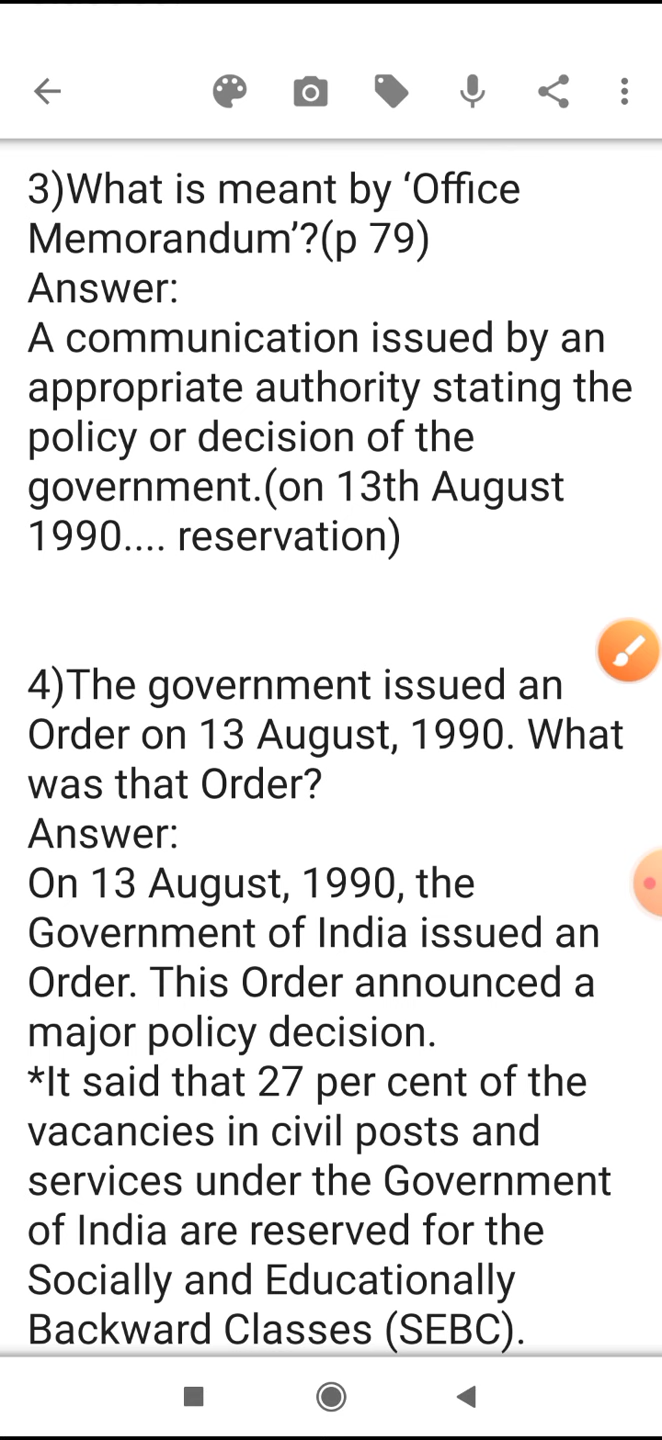 3)What is meant by ‘Office
Memorandum’?(p 79)
Answer:
A communication issued by an
appropriate authority stating the
policy or decision of the
government.(on 13th August
1990.... reservation)
4)The government issued an
Order on 13 August, 1990. What
was that Order?
Answer:
On 13 August, 1990, the
Government of India issued an
Order. This Order announced a
major policy decision.
*It said that 27 per cent of the
vacancies in civil posts and
services under the Government
of India are reserved for the
Socially and Educationally
Backward Classes (SEBC).